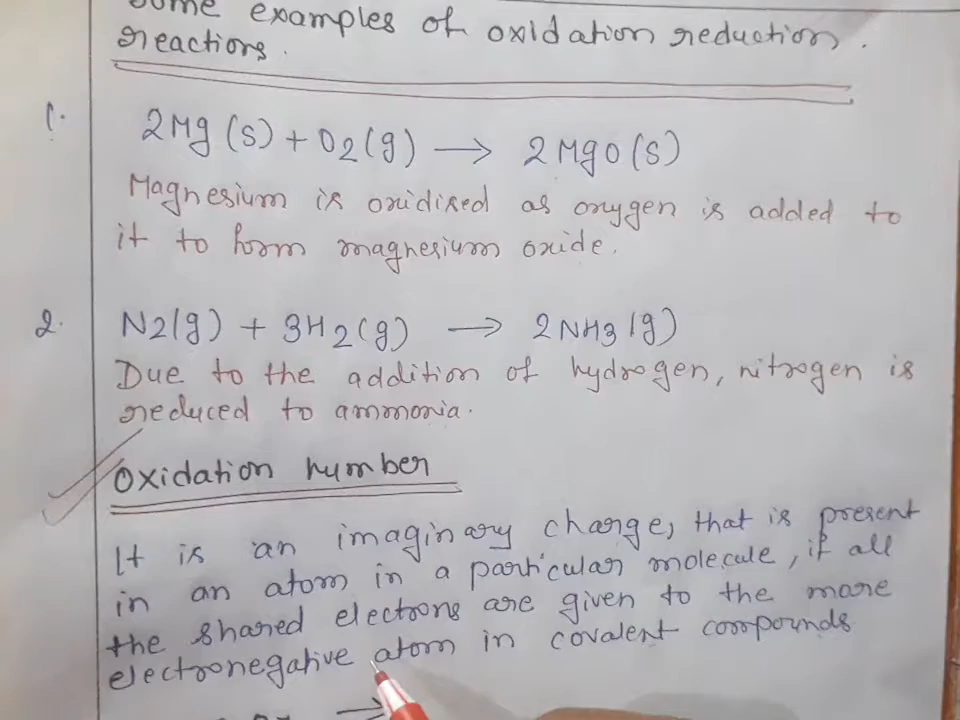 Some examples of oxidation reduction
reactions.
1. 2Mg (s) + O2(g) → 2MgO(s)
Magnesium is oxidised as oxygen is added to
it to form magnesium oxide.
2. N2(g) + 3H2(g) → 2NH3(g)
Due to the addition of hydrogen, nitrogen is
reduced to ammonia.
Oxidation number
It is an imaginary charge, that is present
in an atom in a particular molecule, if all
the shared electrons are given to the more
electronegative atom in covalent compounds
→